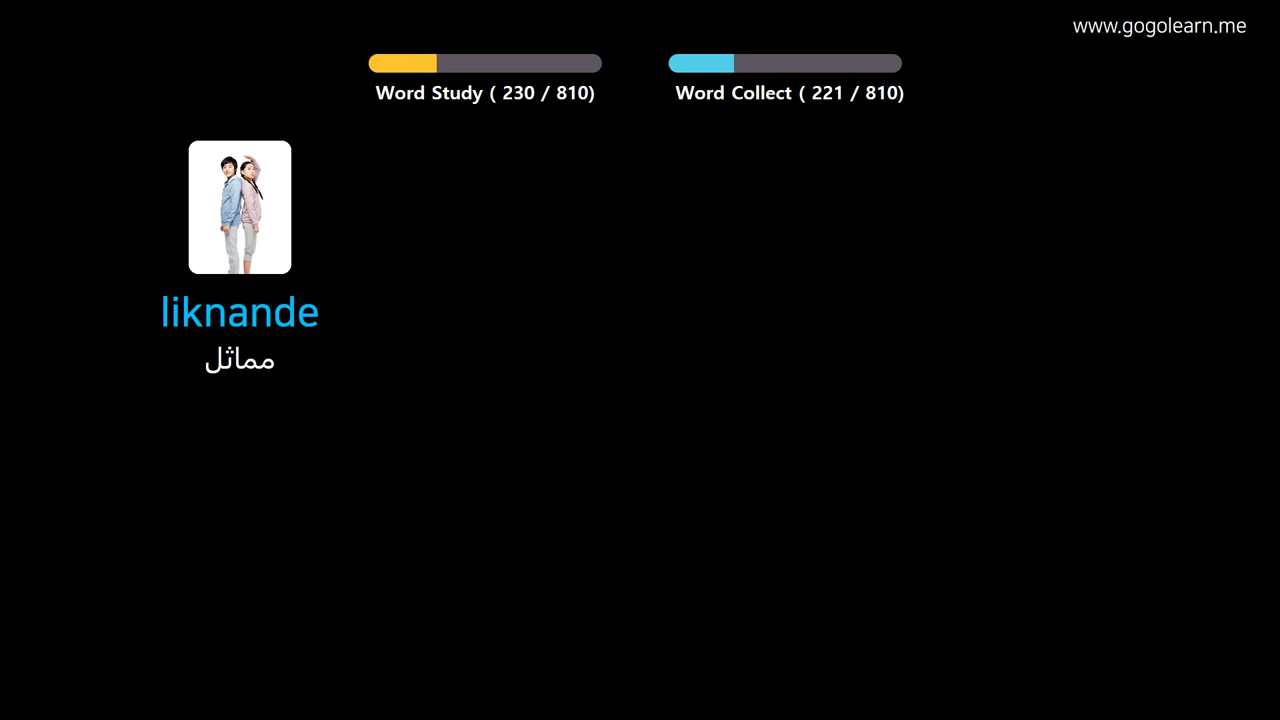 www.gogolearn.me
Word Study ( 230 / 810)
Word Collect ( 221 / 810)
liknande
مماثل